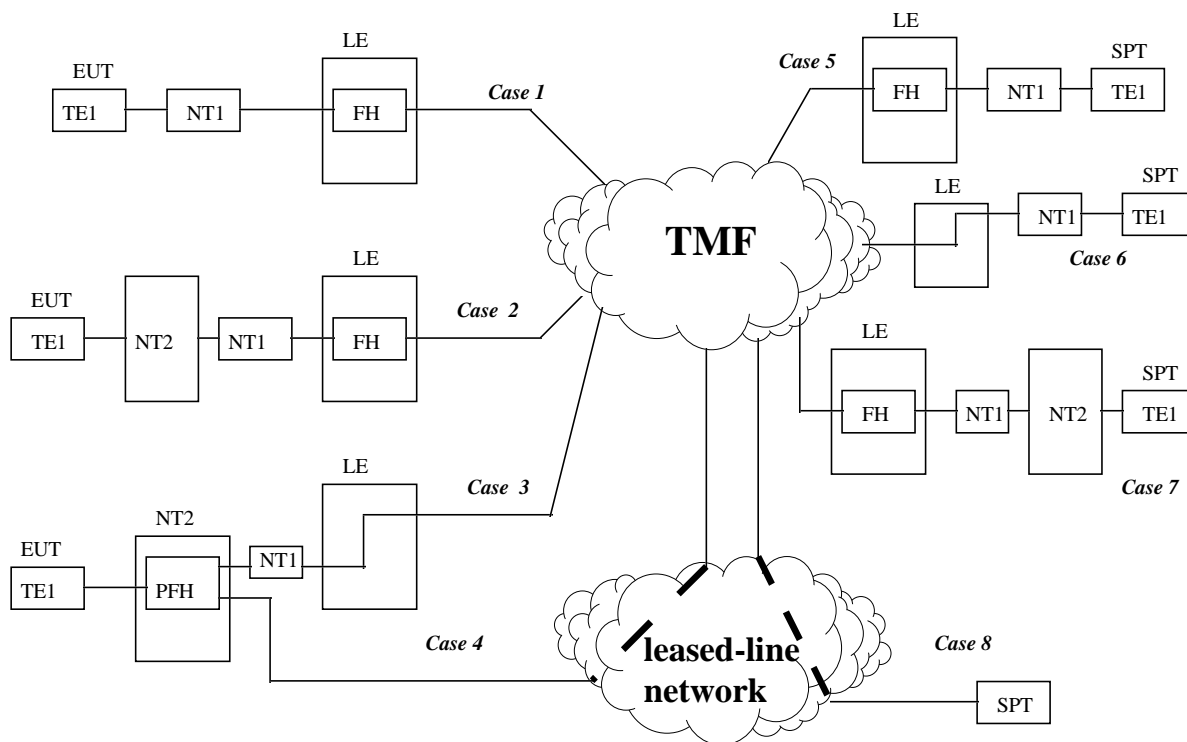 LE
EUT
TE1
NT1
FH
Case 1
LE
Case 5
FH
NT1
SPT
TE1
LE
NT1
SPT
TE1
Case 6
TMF
LE
EUT
TE1
NT2
NT1
FH
Case 2
LE
FH
NT1
NT2
SPT
TE1
Case 7
LE
Case 3
NT2
EUT
TE1
PFH
NT1
Case 4
leased-line
network
Case 8
SPT